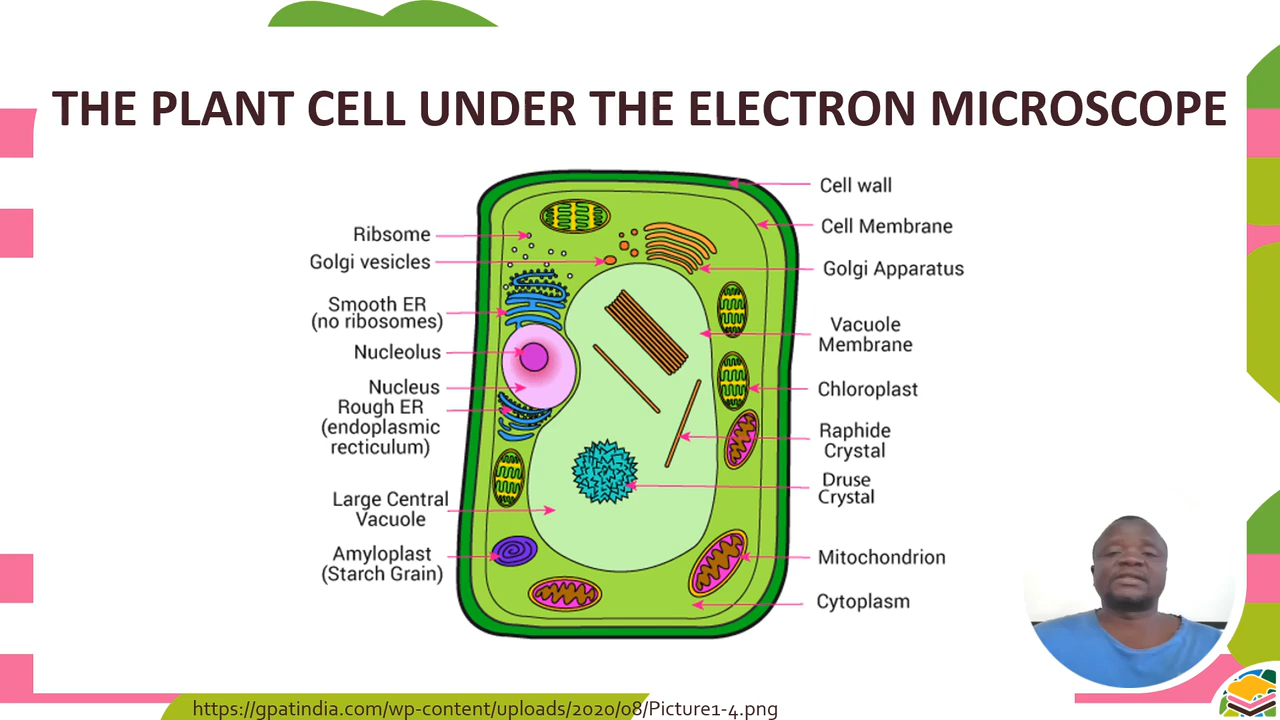 THE PLANT CELL UNDER THE ELECTRON MICROSCOPE
Ribsome
Golgi vesicles
Smooth ER
(no ribosomes)
Nucleolus
Nucleus
Rough ER
(endoplasmic
recticulum)
Large Central
Vacuole
Amyloplast
(Starch Grain)
Cell wall
Cell Membrane
Golgi Apparatus
Vacuole
Membrane
Chloroplast
Raphide
Crystal
Druse
Crystal
Mitochondrion
Cytoplasm
https://gpatindia.com/wp-content/uploads/2020/08/Picture1-4.png